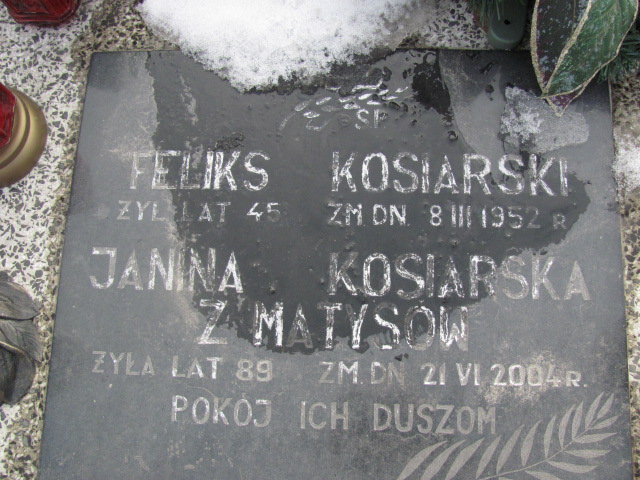 ŚP
FELIKS KOSIARSKI
ŻYŁ LAT 45 ZM. DN. 8 III 1952 R
JANINA KOSIARSKA
Z MATYSÓW
ŻYŁA LAT 89 ZM. DN 21 VI 2004 R.
POKÓJ ICH DUSZOM